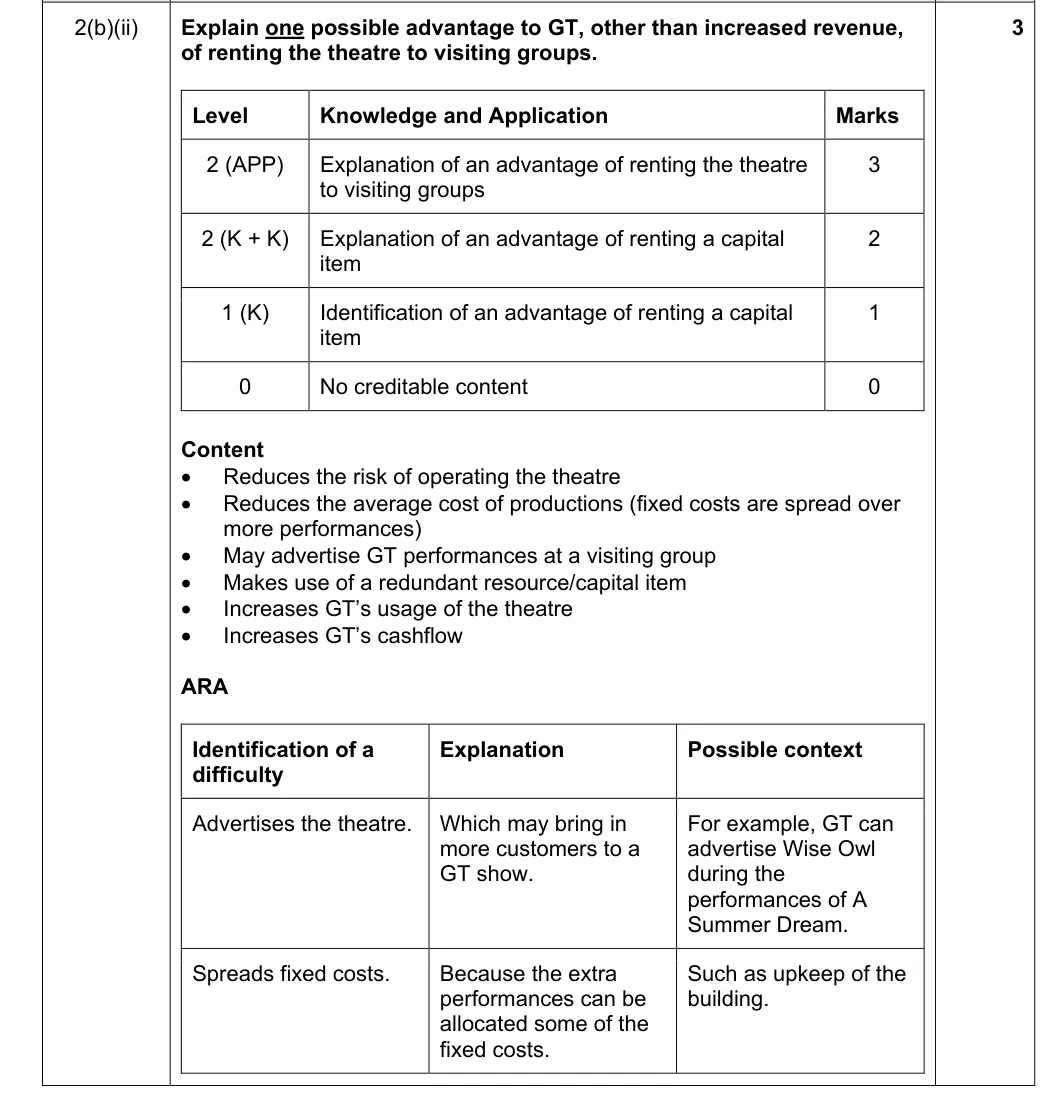 2(b)(ii)
Explain one possible advantage to GT, other than increased revenue,
of renting the theatre to visiting groups.
3
Level
Knowledge and Application
Marks
2 (APP)
Explanation of an advantage of renting the theatre
to visiting groups
3
2 (K + K)
Explanation of an advantage of renting a capital
item
2
1 (K)
Identification of an advantage of renting a capital
item
1
0
No creditable content
0
Content
• Reduces the risk of operating the theatre
• Reduces the average cost of productions (fixed costs are spread over
more performances)
• May advertise GT performances at a visiting group
• Makes use of a redundant resource/capital item
• Increases GT’s usage of the theatre
• Increases GT’s cashflow
ARA
Identification of a
difficulty
Explanation
Possible context
Advertises the theatre.
Which may bring in
more customers to a
GT show.
For example, GT can
advertise Wise Owl
during the
performances of A
Summer Dream.
Spreads fixed costs.
Because the extra
performances can be
allocated some of the
fixed costs.
Such as upkeep of the
building.